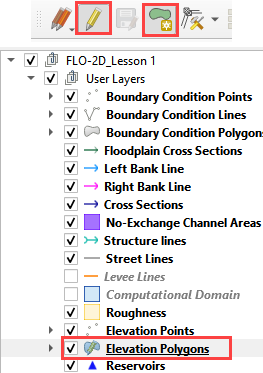 FLO-2D_Lesson 1
User Layers
Boundary Condition Points
Boundary Condition Lines
Boundary Condition Polygons
Floodplain Cross Sections
Left Bank Line
Right Bank Line
Cross Sections
No-Exchange Channel Areas
Structure lines
Street Lines
Levee Lines
Computational Domain
Roughness
Elevation Points
Elevation Polygons
Reservoirs